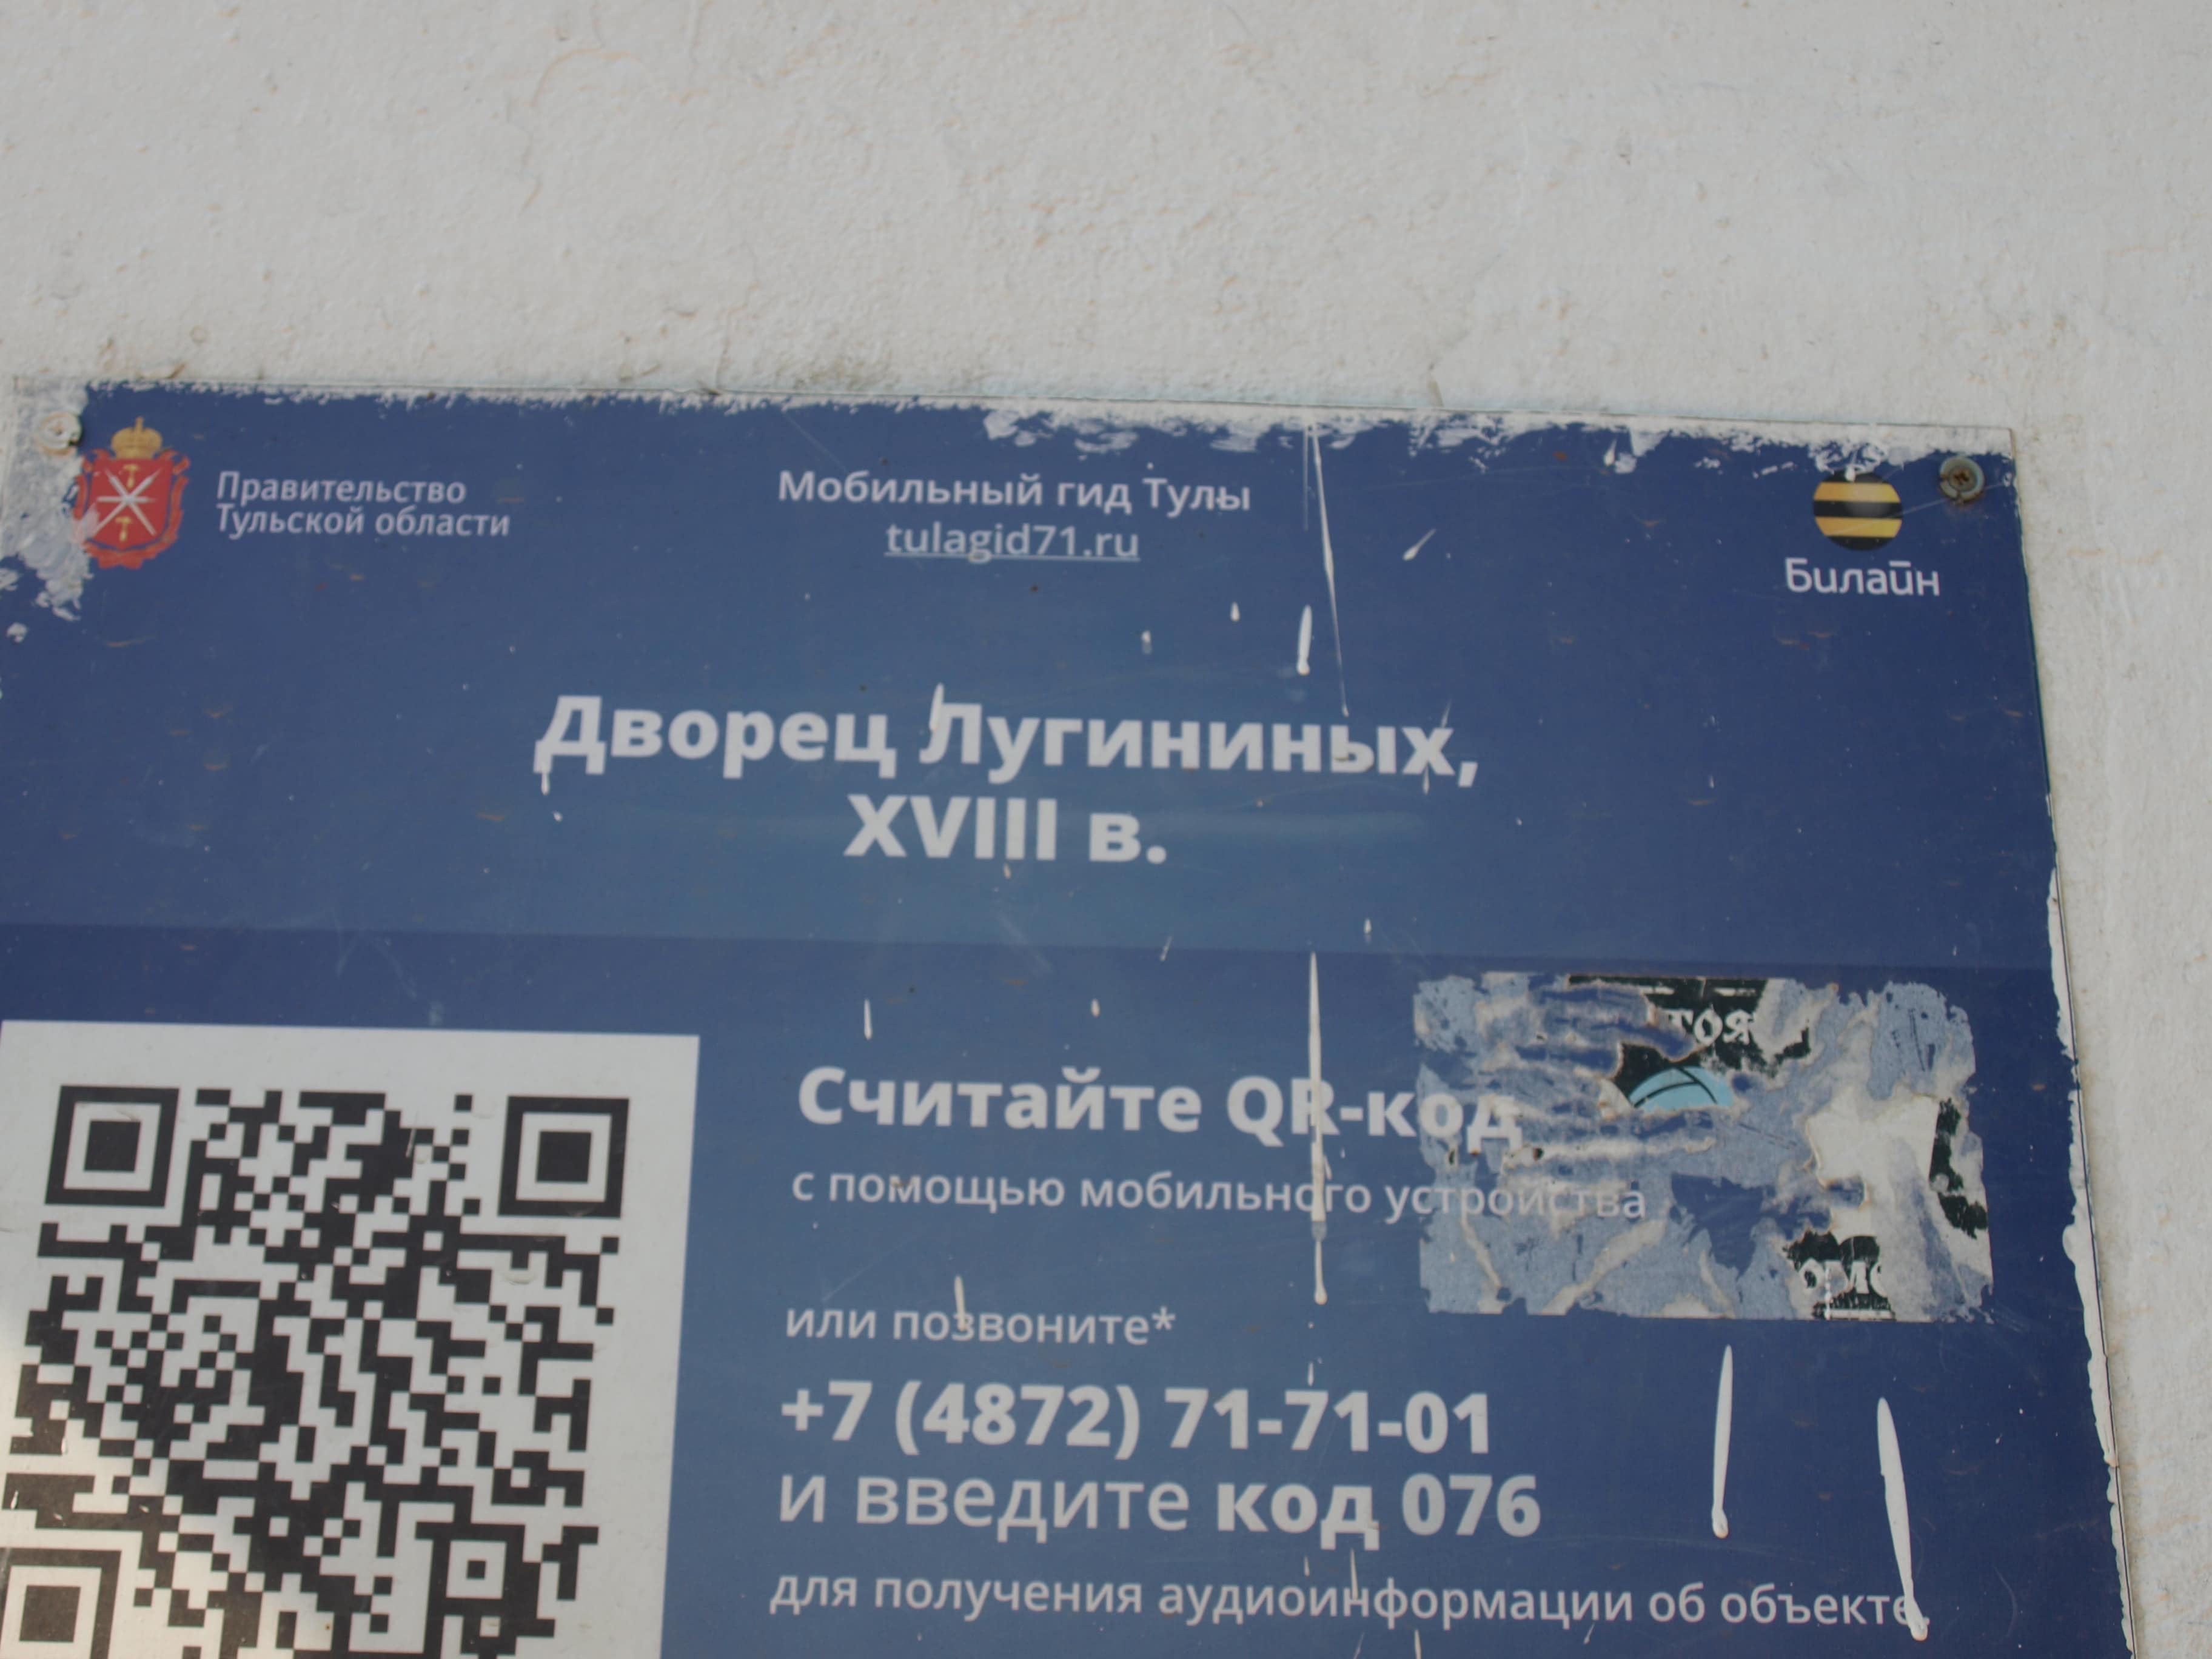 Правительство
Тульской области
Мобильный гид Тулы
tulagid71.ru
Билайн
Дворец Лугининых,
XVIII в.
Считайте QR-код
с помощью мобильного устройства
или позвоните*
+7 (4872) 71-71-01
и введите код 076
для получения аудиоинформации об объекте.